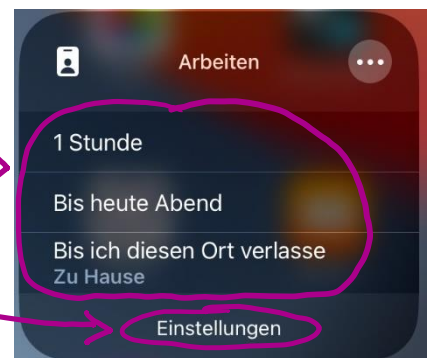 Arbeiten
1 Stunde
Bis heute Abend
Bis ich diesen Ort verlasse
Zu Hause
Einstellungen